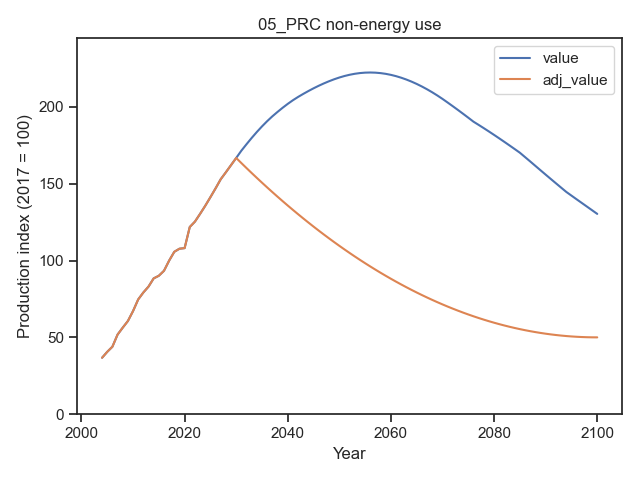 05_PRC non-energy use
value
adj_value
Production index (2017 = 100)
200
150
100
50
0
2000 2020 2040 2060 2080 2100
Year